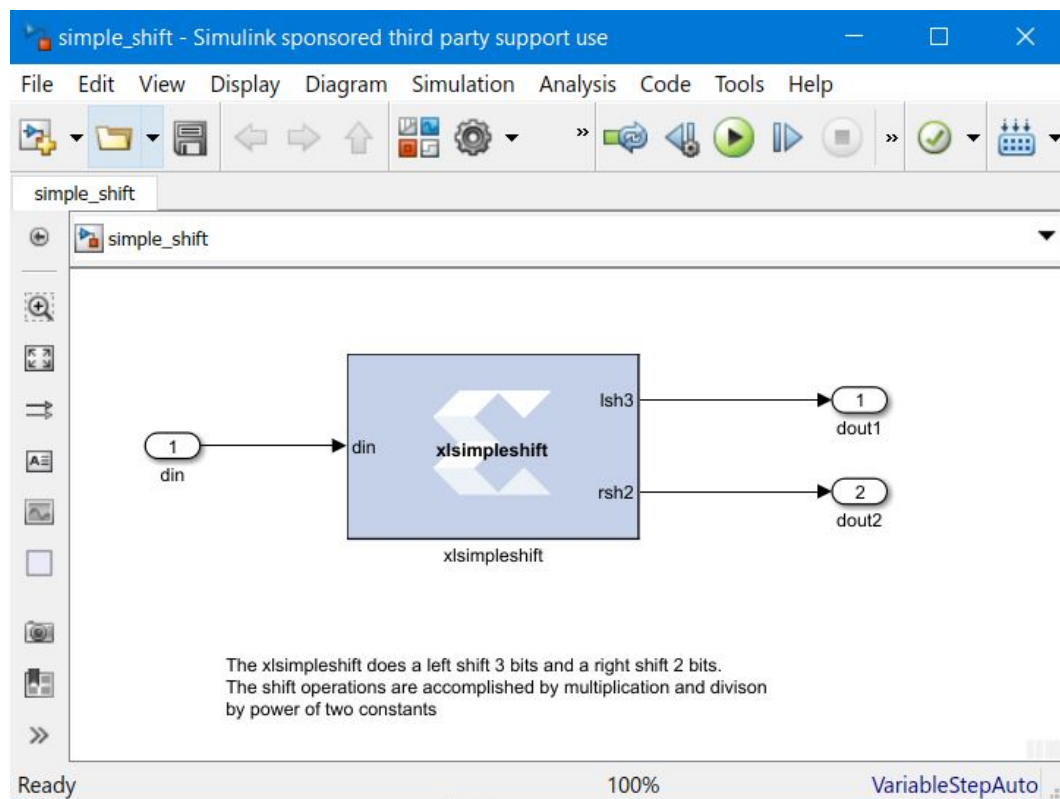 simple_shift - Simulink sponsored third party support use
File Edit View Display Diagram Simulation Analysis Code Tools Help
simple_shift
simple_shift
1
din
din
xlsimpleshift
lsh3
rsh2
xlsimpleshift
1
dout1
2
dout2
The xlsimpleshift does a left shift 3 bits and a right shift 2 bits.
The shift operations are accomplished by multiplication and divison
by power of two constants
Ready 100% VariableStepAuto